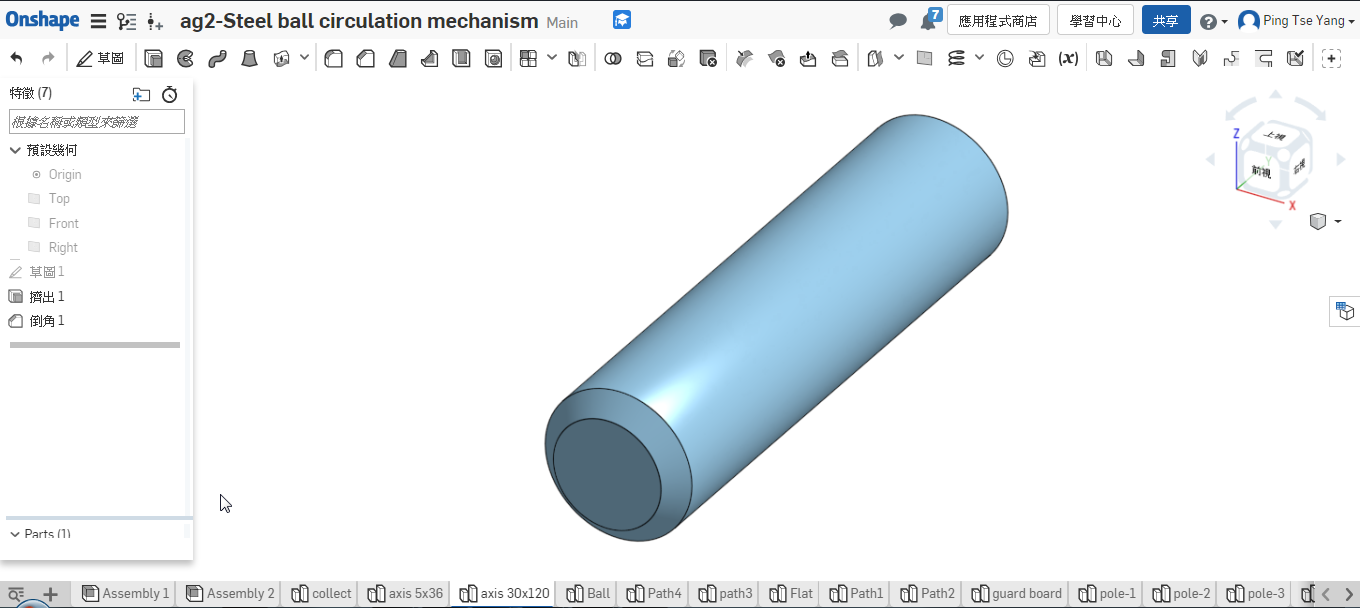 Onshape ag2-Steel ball circulation mechanism Main 7 應用程式商店 學習中心 共享 Ping Tse Yang
草圖 (x)
特徵 (7)
根據名稱或類型來篩選
預設幾何
Origin
Top
Front
Right
草圖 1
擠出 1
倒角 1
Parts (1)
Z
上視
前視
右視
X
Assembly 1 Assembly 2 collect axis 5x36 axis 30x120 Ball Path4 path3 Flat Path1 Path2 guard board pole-1 pole-2 pole-3